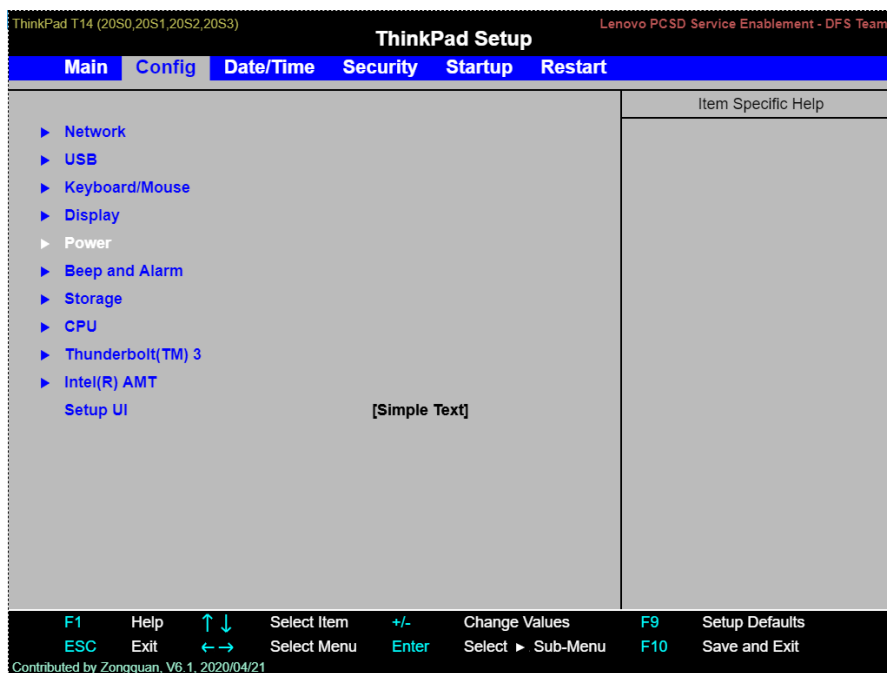 ThinkPad T14 (20S0,20S1,20S2,20S3)
Lenovo PCSD Service Enablement - DFS Team
ThinkPad Setup
Main Config Date/Time Security Startup Restart
Item Specific Help
▶ Network
▶ USB
▶ Keyboard/Mouse
▶ Display
▶ Power
▶ Beep and Alarm
▶ Storage
▶ CPU
▶ Thunderbolt(TM) 3
▶ Intel(R) AMT
Setup UI [Simple Text]
F1 Help ↑↓ Select Item +/- Change Values F9 Setup Defaults
ESC Exit ←→ Select Menu Enter Select ▶ Sub-Menu F10 Save and Exit
Contributed by Zongquan, V6.1, 2020/04/21